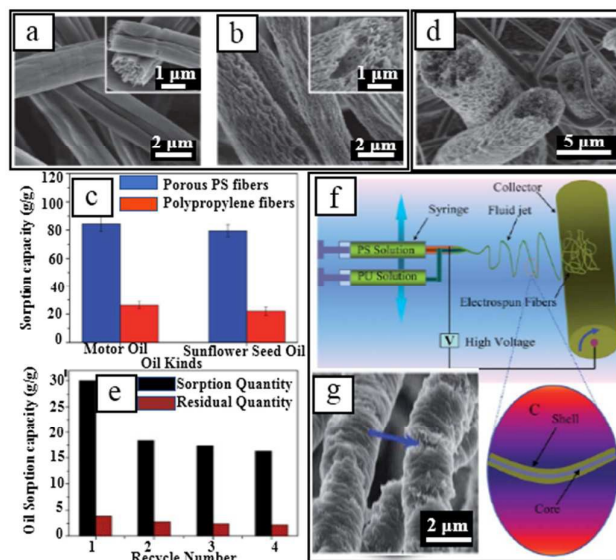 a
1 μm
2 μm
b
1 μm
2 μm
d
5 μm
c
Sorption capacity (g/g)
120
100
80
60
40
20
0
Porous PS fibers
Polypropylene fibers
Motor Oil
Sunflower Seed Oil
Oil Kinds
e
Oil Sorption capacity (g/g)
30
25
20
15
10
5
0
Sorption Quantity
Residual Quantity
1
2
3
4
Recycle Number
f
Collector
Syringe
Fluid jet
PS Solution
PU Solution
Electrospun Fibers
V
High Voltage
g
2 μm
C
Shell
Core